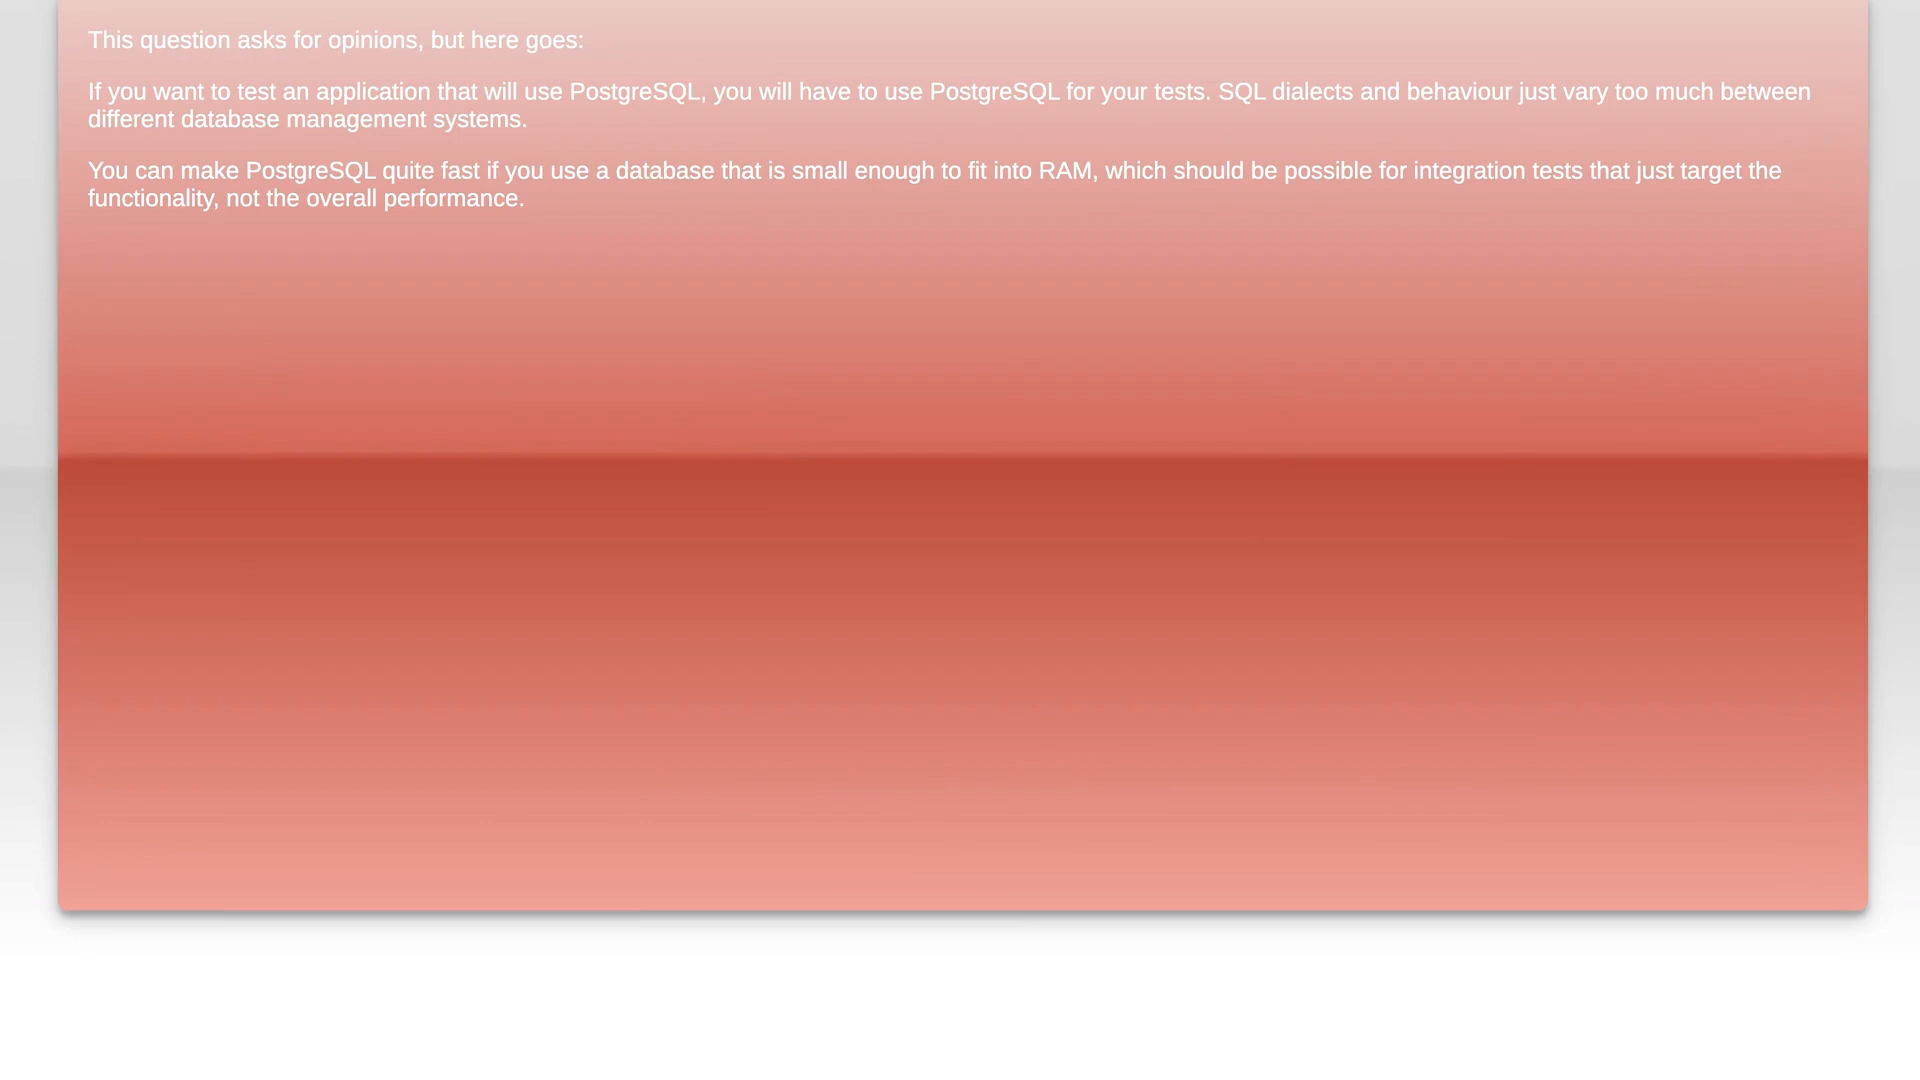 This question asks for opinions, but here goes:
If you want to test an application that will use PostgreSQL, you will have to use PostgreSQL for your tests. SQL dialects and behaviour just vary too much between
different database management systems.
You can make PostgreSQL quite fast if you use a database that is small enough to fit into RAM, which should be possible for integration tests that just target the
functionality, not the overall performance.